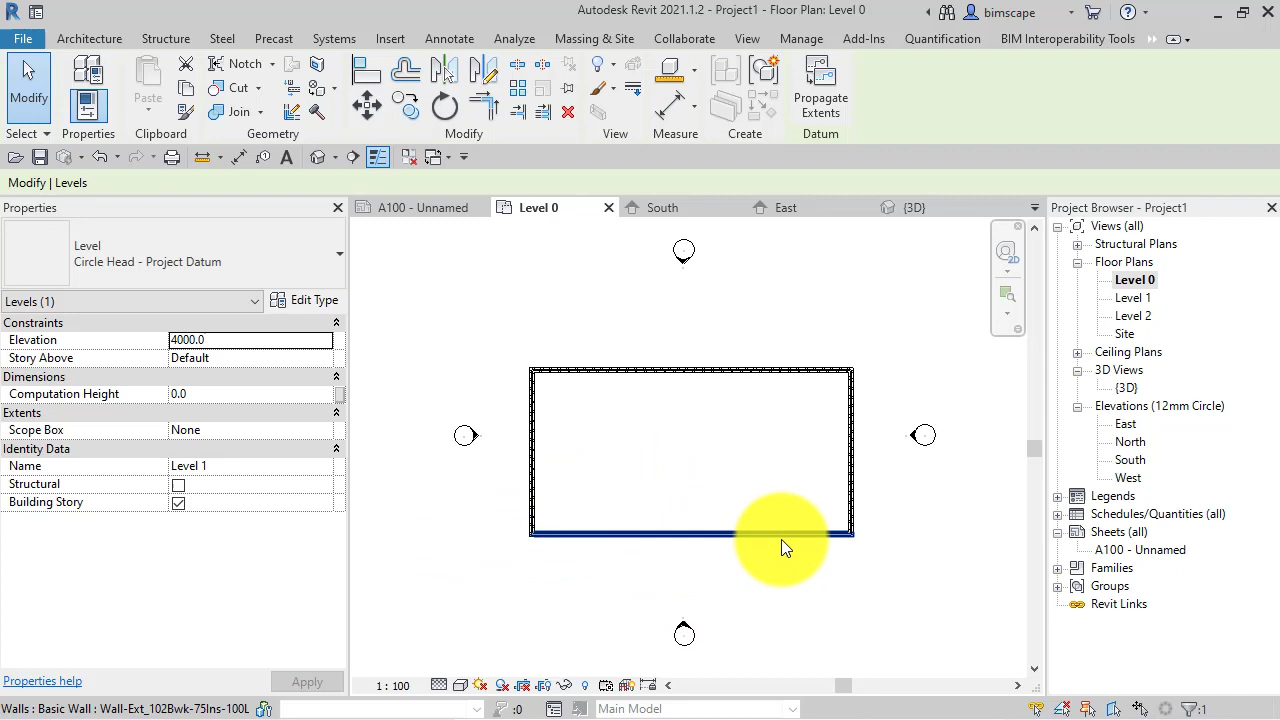 Autodesk Revit 2021.1.2 - Project1 - Floor Plan: Level 0
bimscape
File Architecture Structure Steel Precast Systems Insert Annotate Analyze Massing & Site Collaborate View Manage Add-Ins Quantification BIM Interoperability Tools
Modify
Paste
Notch
Cut
Join
Propagate
Extents
Select Properties Clipboard Geometry Modify View Measure Create Datum
Modify | Levels
Properties
A100 - Unnamed
Level 0
South
East
{3D}
Project Browser - Project1
Level
Circle Head - Project Datum
Levels (1)
Edit Type
Constraints
Elevation 4000.0
Story Above Default
Dimensions
Computation Height 0.0
Extents
Scope Box None
Identity Data
Name Level 1
Structural
Building Story
Properties help
Apply
2D
1 : 100
Views (all)
Structural Plans
Floor Plans
Level 0
Level 1
Level 2
Site
Ceiling Plans
3D Views
{3D}
Elevations (12mm Circle)
East
North
South
West
Legends
Schedules/Quantities (all)
Sheets (all)
A100 - Unnamed
Families
Groups
Revit Links
Walls : Basic Wall : Wall-Ext_102Bwk-75Ins-100L
:0
Main Model
:1